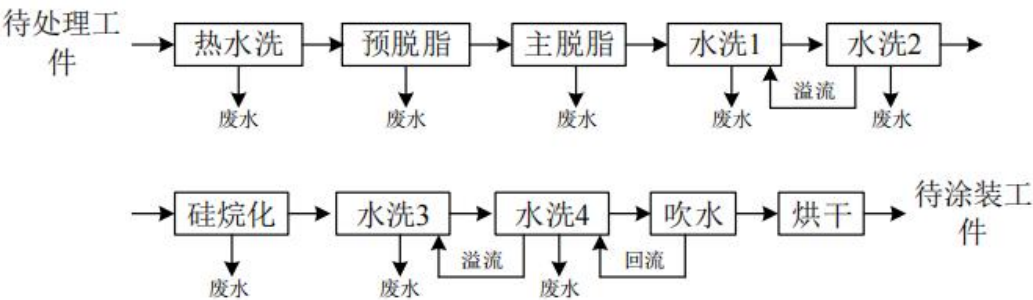 待处理工
件
热水洗
预脱脂
主脱脂
水洗1
水洗2
溢流
废水
废水
废水
废水
废水
硅烷化
水洗3
水洗4
吹水
烘干
待涂装工
件
溢流
回流
废水
废水
废水